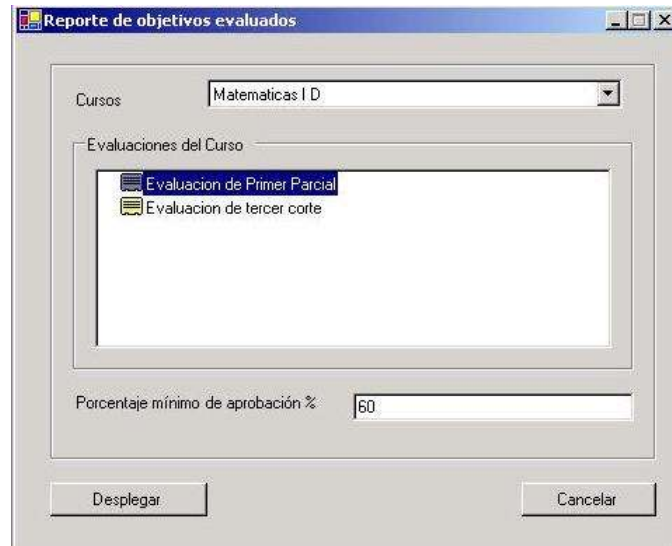 Reporte de objetivos evaluados
Cursos
Matematicas I D
Evaluaciones del Curso
Evaluacion de Primer Parcial
Evaluacion de tercer corte
Porcentaje mínimo de aprobación %
60
Desplegar
Cancelar